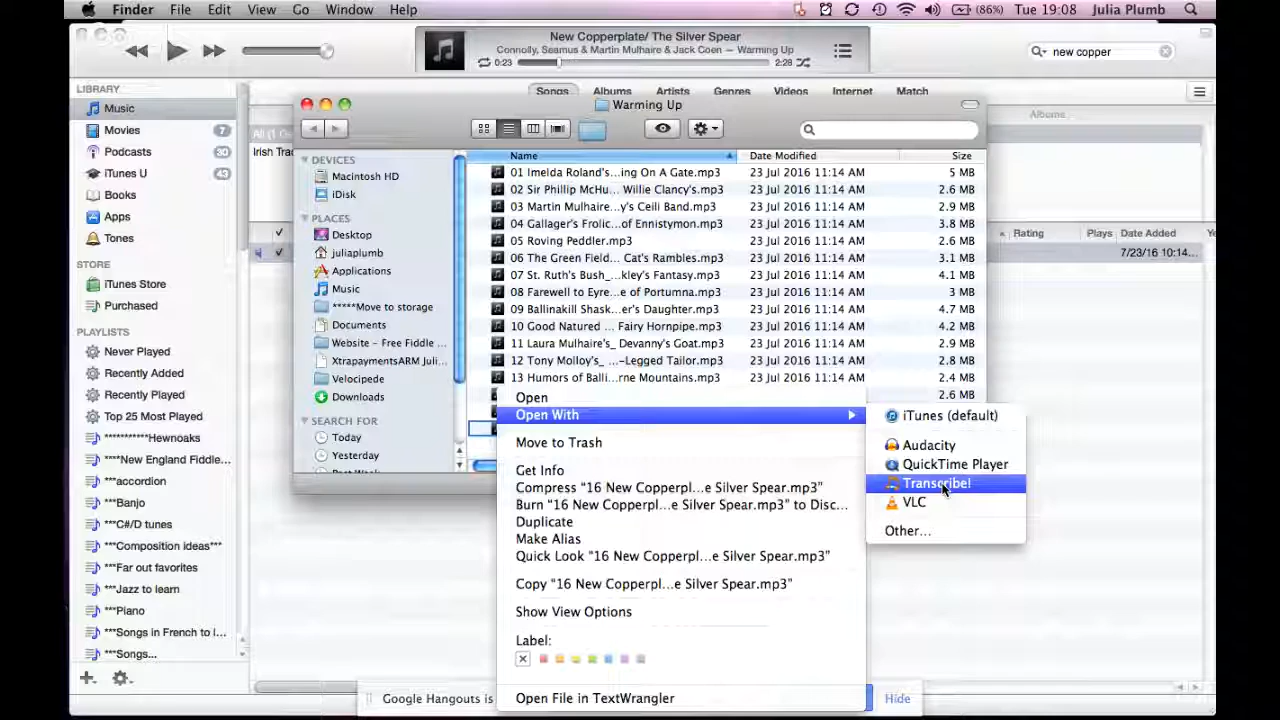 Finder File Edit View Go Window Help (86%) Tue 19:08 Julia Plumb
New Copperplate/ The Silver Spear
Connolly, Seamus & Martin Mulhaire & Jack Coen — Warming Up
0:23 2:28
new copper
LIBRARY
Music
Movies 7
Podcasts 30
iTunes U 43
Books
Apps
Tones
STORE
iTunes Store
Purchased
PLAYLISTS
Never Played
Recently Added
Recently Played
Top 25 Most Played
**********Hewnoaks
****New England Fiddle...
***accordion
***Banjo
***C#/D tunes
***Composition ideas***
***Far out favorites
***Jazz to learn
***Piano
***Songs in French to l...
***Songs...
Songs Albums Artists Genres Videos Internet Match
Albums
Irish Trac
Rating Plays Date Added
7/23/16 10:14...
Warming Up
DEVICES
Macintosh HD
iDisk
PLACES
Desktop
juliaplumb
Applications
Music
*****Move to storage
Documents
Website - Free Fiddle ...
XtrapaymentsARM Juli...
Velocipede
Downloads
SEARCH FOR
Today
Yesterday
Past Week
Name Date Modified Size
01 Imelda Roland's...ing On A Gate.mp3 23 Jul 2016 11:14 AM 5 MB
02 Sir Phillip McHu... Willie Clancy's.mp3 23 Jul 2016 11:14 AM 2.6 MB
03 Martin Mulhaire...y's Ceili Band.mp3 23 Jul 2016 11:14 AM 2.9 MB
04 Gallager's Frolic...of Ennistymon.mp3 23 Jul 2016 11:14 AM 3.8 MB
05 Roving Peddler.mp3 23 Jul 2016 11:14 AM 2.6 MB
06 The Green Field... Cat's Rambles.mp3 23 Jul 2016 11:14 AM 3.1 MB
07 St. Ruth's Bush_...kley's Fantasy.mp3 23 Jul 2016 11:14 AM 4.1 MB
08 Farewell to Eyre...e of Portumna.mp3 23 Jul 2016 11:14 AM 3 MB
09 Ballinakill Shask...er's Daughter.mp3 23 Jul 2016 11:14 AM 4.7 MB
10 Good Natured ... Fairy Hornpipe.mp3 23 Jul 2016 11:14 AM 4.2 MB
11 Laura Mulhaire's_ Devanny's Goat.mp3 23 Jul 2016 11:14 AM 2.9 MB
12 Tony Molloy's_ ...-Legged Tailor.mp3 23 Jul 2016 11:14 AM 2.8 MB
13 Humors of Balli...rne Mountains.mp3 23 Jul 2016 11:14 AM 2.4 MB
2.6 MB
Open
Open With
Move to Trash
Get Info
Compress "16 New Copperpl...e Silver Spear.mp3"
Burn "16 New Copperpl...e Silver Spear.mp3" to Disc...
Duplicate
Make Alias
Quick Look "16 New Copperpl...e Silver Spear.mp3"
Copy "16 New Copperpl...e Silver Spear.mp3"
Show View Options
Label:
Open File in TextWrangler
iTunes (default)
Audacity
QuickTime Player
Transcribe!
VLC
Other...
Google Hangouts is
Hide